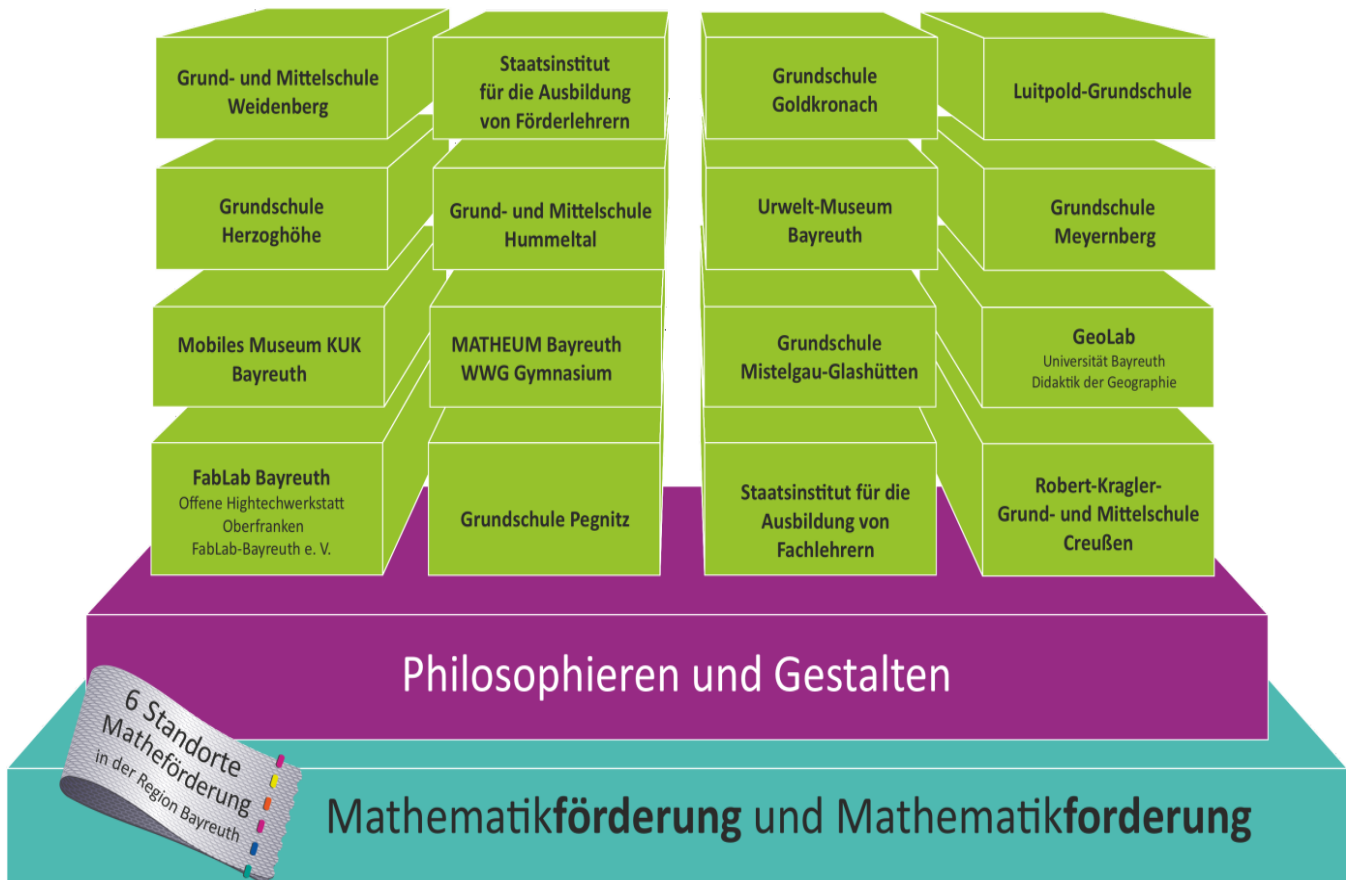 Grund- und Mittelschule
Weidenberg
Staatsinstitut
für die Ausbildung
von Förderlehrern
Grundschule
Goldkronach
Luitpold-Grundschule
Grundschule
Herzoghöhe
Grund- und Mittelschule
Hummeltal
Urwelt-Museum
Bayreuth
Grundschule
Meyernberg
Mobiles Museum KUK
Bayreuth
MATHEUM Bayreuth
WWG Gymnasium
Grundschule
Mistelgau-Glashütten
GeoLab
Universität Bayreuth
Didaktik der Geographie
FabLab Bayreuth
Offene Hightechwerkstatt
Oberfranken
FabLab-Bayreuth e. V.
Grundschule Pegnitz
Staatsinstitut für die
Ausbildung von
Fachlehrern
Robert-Kragler-
Grund- und Mittelschule
Creußen
Philosophieren und Gestalten
6 Standorte
Matheförderung
in der Region Bayreuth
Mathematikförderung und Mathematikforderung